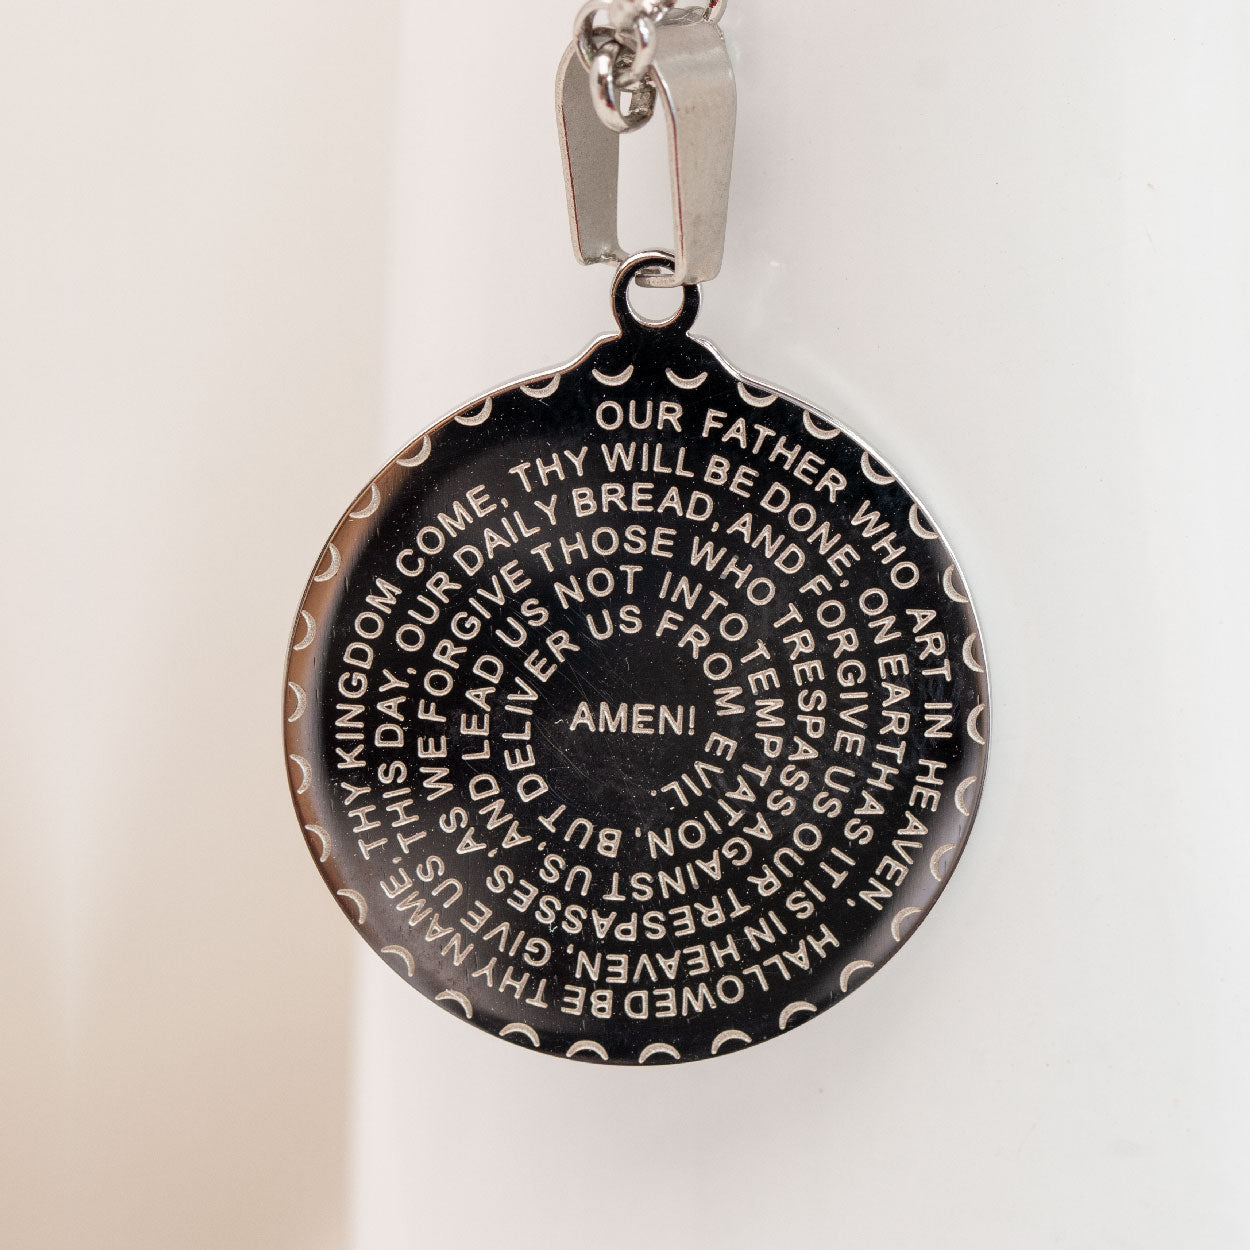 OUR FATHER WHO ART IN HEAVEN,
HALLOWED BE THY NAME, THY KINGDOM COME, THY WILL BE DONE, ON EARTH AS IT IS IN HEAVEN, GIVE US THIS DAY, OUR DAILY BREAD, AND FORGIVE US OUR TRESPASSES, AS WE FORGIVE THOSE WHO TRESPASS AGAINST US, AND LEAD US NOT INTO TEMPTATION, BUT DELIVER US FROM EVIL.
AMEN!